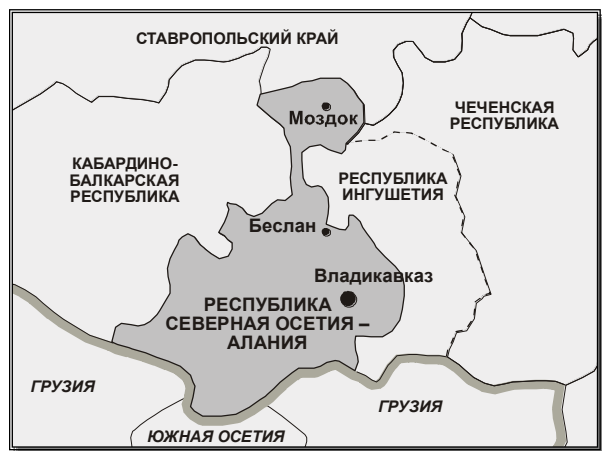 СТАВРОПОЛЬСКИЙ КРАЙ
Моздок
ЧЕЧЕНСКАЯ
РЕСПУБЛИКА
КАБАРДИНО-
БАЛКАРСКАЯ
РЕСПУБЛИКА
РЕСПУБЛИКА
ИНГУШЕТИЯ
Беслан
Владикавказ
РЕСПУБЛИКА
СЕВЕРНАЯ ОСЕТИЯ –
АЛАНИЯ
ГРУЗИЯ
ГРУЗИЯ
ЮЖНАЯ ОСЕТИЯ